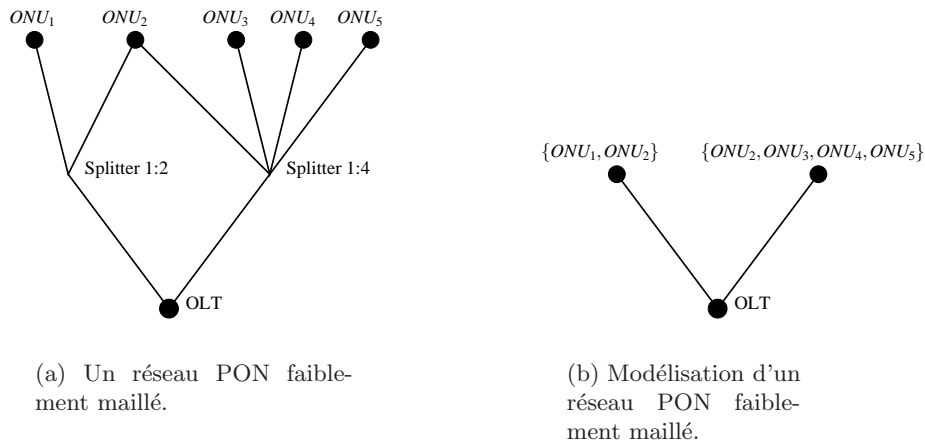 ONU₁ ONU₂ ONU₃ ONU₄ ONU₅
Splitter 1:2 Splitter 1:4
OLT
(a) Un réseau PON faible-
ment maillé.
{ONU₁, ONU₂} {ONU₂, ONU₃, ONU₄, ONU₅}
OLT
(b) Modélisation d'un
réseau PON faible-
ment maillé.